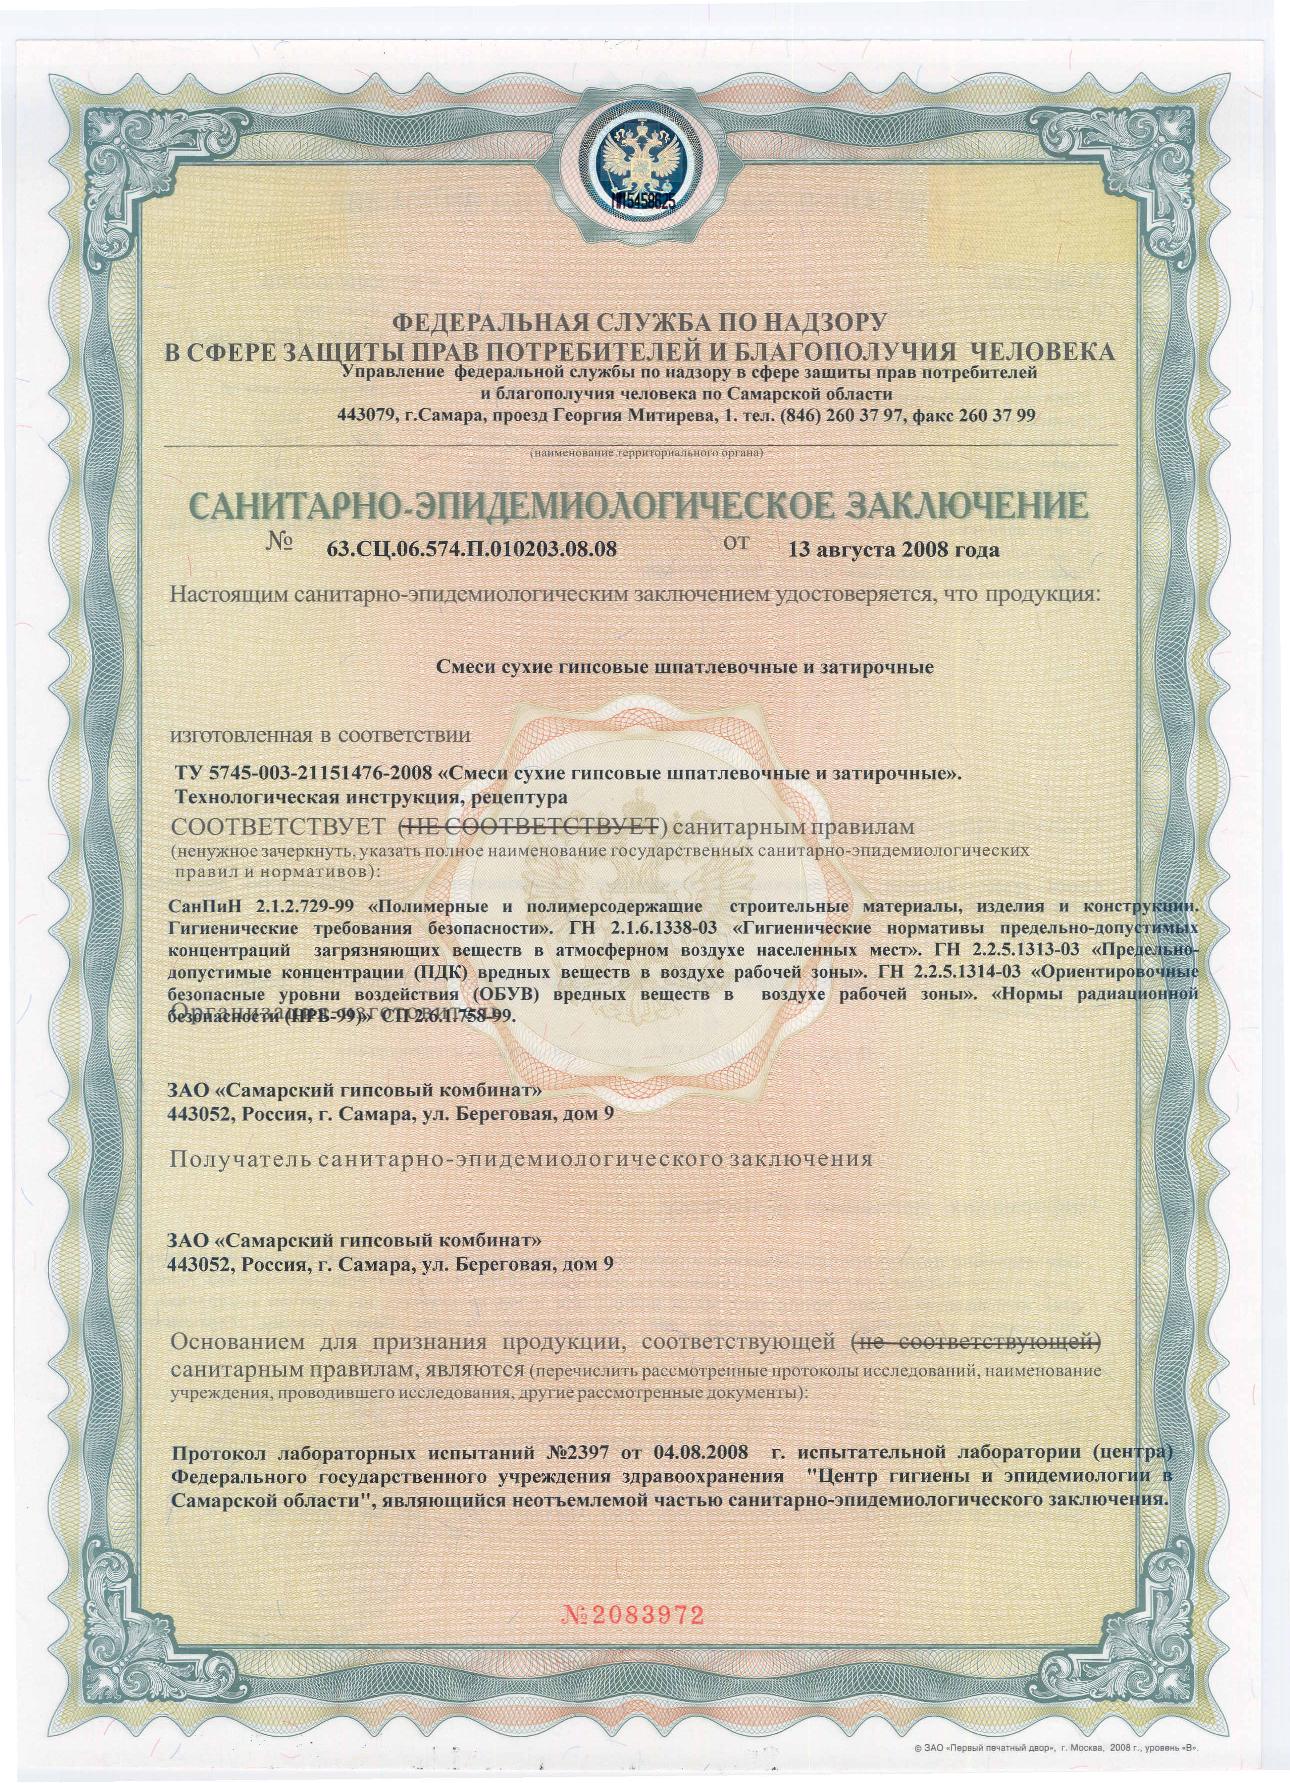 ПП5458625
ФЕДЕРАЛЬНАЯ СЛУЖБА ПО НАДЗОРУ
В СФЕРЕ ЗАЩИТЫ ПРАВ ПОТРЕБИТЕЛЕЙ И БЛАГОПОЛУЧИЯ ЧЕЛОВЕКА
Управление федеральной службы по надзору в сфере защиты прав потребителей
и благополучия человека по Самарской области
443079, г.Самара, проезд Георгия Митирева, 1. тел. (846) 260 37 97, факс 260 37 99
(наименование территориального органа)
САНИТАРНО-ЭПИДЕМИОЛОГИЧЕСКОЕ ЗАКЛЮЧЕНИЕ
№ 63.СЦ.06.574.П.010203.08.08 от 13 августа 2008 года
Настоящим санитарно-эпидемиологическим заключением удостоверяется, что продукция:
Смеси сухие гипсовые шпатлевочные и затирочные
изготовленная в соответствии
ТУ 5745-003-21151476-2008 «Смеси сухие гипсовые шпатлевочные и затирочные».
Технологическая инструкция, рецептура
СООТВЕТСТВУЕТ (НЕ СООТВЕТСТВУЕТ) санитарным правилам
(ненужное зачеркнуть, указать полное наименование государственных санитарно-эпидемиологических
правил и нормативов):
СанПиН 2.1.2.729-99 «Полимерные и полимерсодержащие строительные материалы, изделия и конструкции.
Гигиенические требования безопасности». ГН 2.1.6.1338-03 «Гигиенические нормативы предельно-допустимых
концентраций загрязняющих веществ в атмосферном воздухе населенных мест». ГН 2.2.5.1313-03 «Предельно-
допустимые концентрации (ПДК) вредных веществ в воздухе рабочей зоны». ГН 2.2.5.1314-03 «Ориентировочные
безопасные уровни воздействия (ОБУВ) вредных веществ в воздухе рабочей зоны». «Нормы радиационной
безопасности (НРБ-99)» СП 2.6.1.758-99.
Организация-изготовитель
ЗАО «Самарский гипсовый комбинат»
443052, Россия, г. Самара, ул. Береговая, дом 9
Получатель санитарно-эпидемиологического заключения
ЗАО «Самарский гипсовый комбинат»
443052, Россия, г. Самара, ул. Береговая, дом 9
Основанием для признания продукции, соответствующей (не соответствующей)
санитарным правилам, являются (перечислить рассмотренные протоколы исследований, наименование
учреждения, проводившего исследования, другие рассмотренные документы):
Протокол лабораторных испытаний №2397 от 04.08.2008 г. испытательной лаборатории (центра)
Федерального государственного учреждения здравоохранения "Центр гигиены и эпидемиологии в
Самарской области", являющийся неотъемлемой частью санитарно-эпидемиологического заключения.
№2083972
© ЗАО «Первый печатный двор», г. Москва, 2008 г., уровень «В».